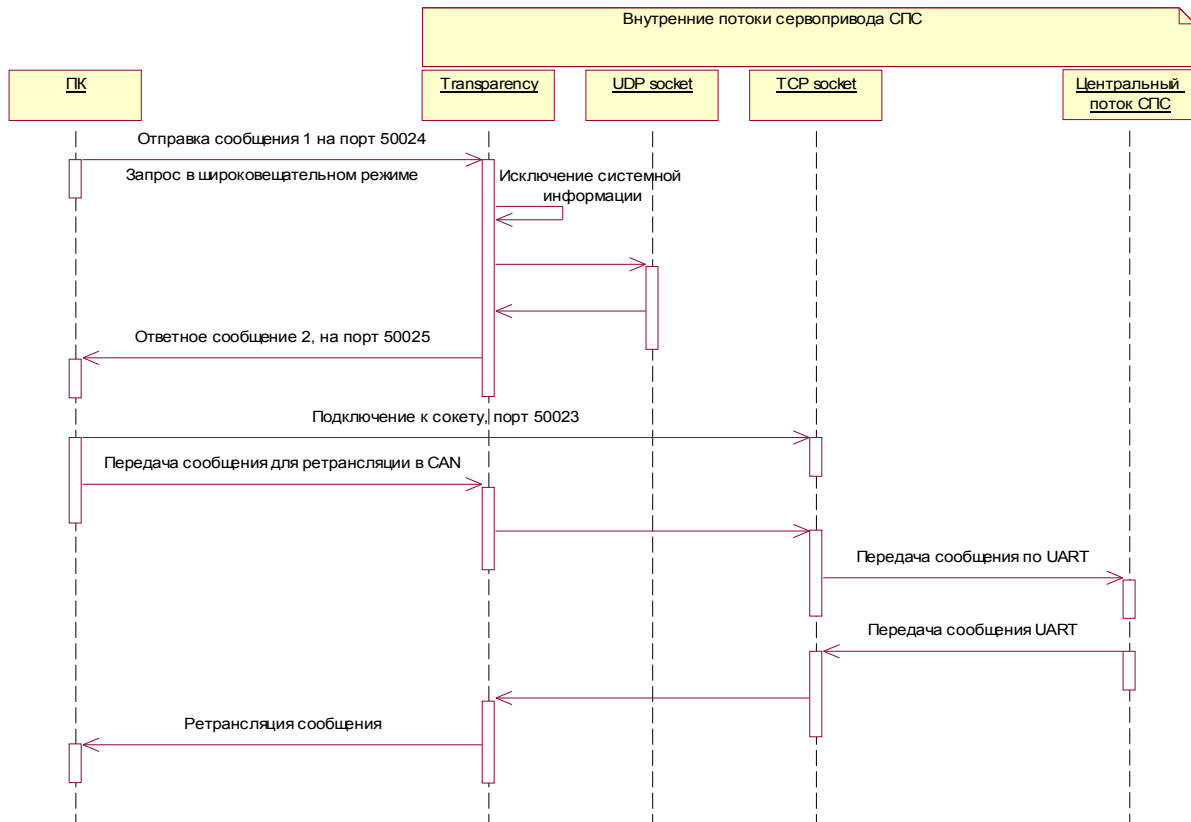 Внутренние потоки сервопривода СПС
ПК
Transparency
UDP socket
TCP socket
Центральный
поток СПС
Отправка сообщения 1 на порт 50024
Запрос в широковещательном режиме
Исключение системной
информации
Ответное сообщение 2, на порт 50025
Подключение к сокету, порт 50023
Передача сообщения для ретрансляции в CAN
Передача сообщения по UART
Передача сообщения UART
Ретрансляция сообщения